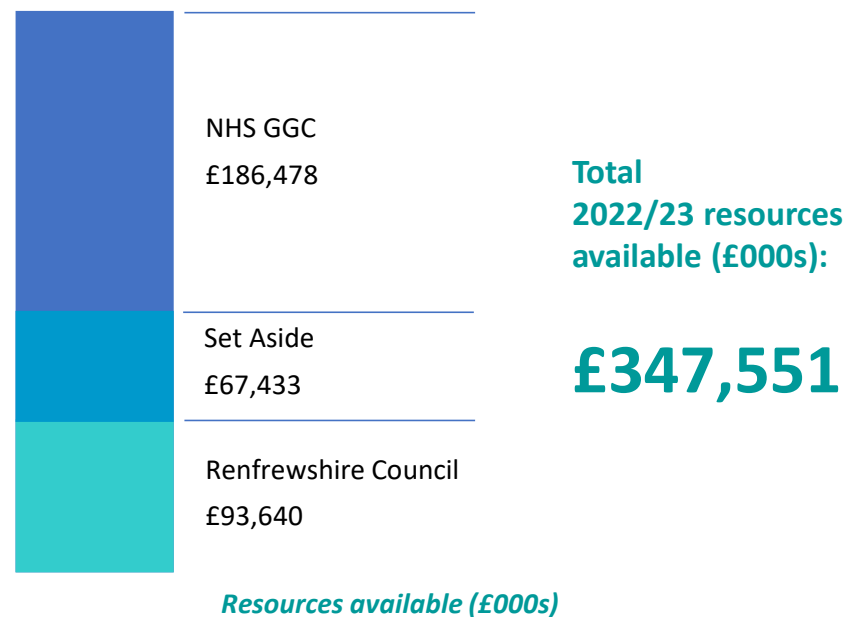 NHS GGC
£186,478
Set Aside
£67,433
Renfrewshire Council
£93,640
Resources available (£000s)
Total
2022/23 resources
available (£000s):
£347,551